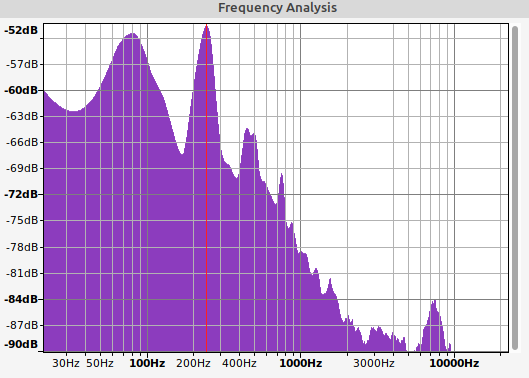 Frequency Analysis
-52dB
-57dB
-60dB
-63dB
-66dB
-69dB
-72dB
-75dB
-78dB
-81dB
-84dB
-87dB
-90dB
30Hz 50Hz 100Hz 200Hz 400Hz 1000Hz 3000Hz 10000Hz